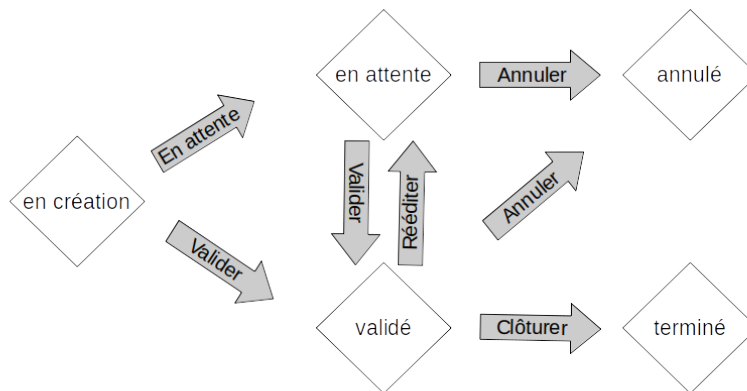 en attente
Annuler
annulé
En attente
en création
Valider
Rééditer
Annuler
Valider
validé
Clôturer
terminé